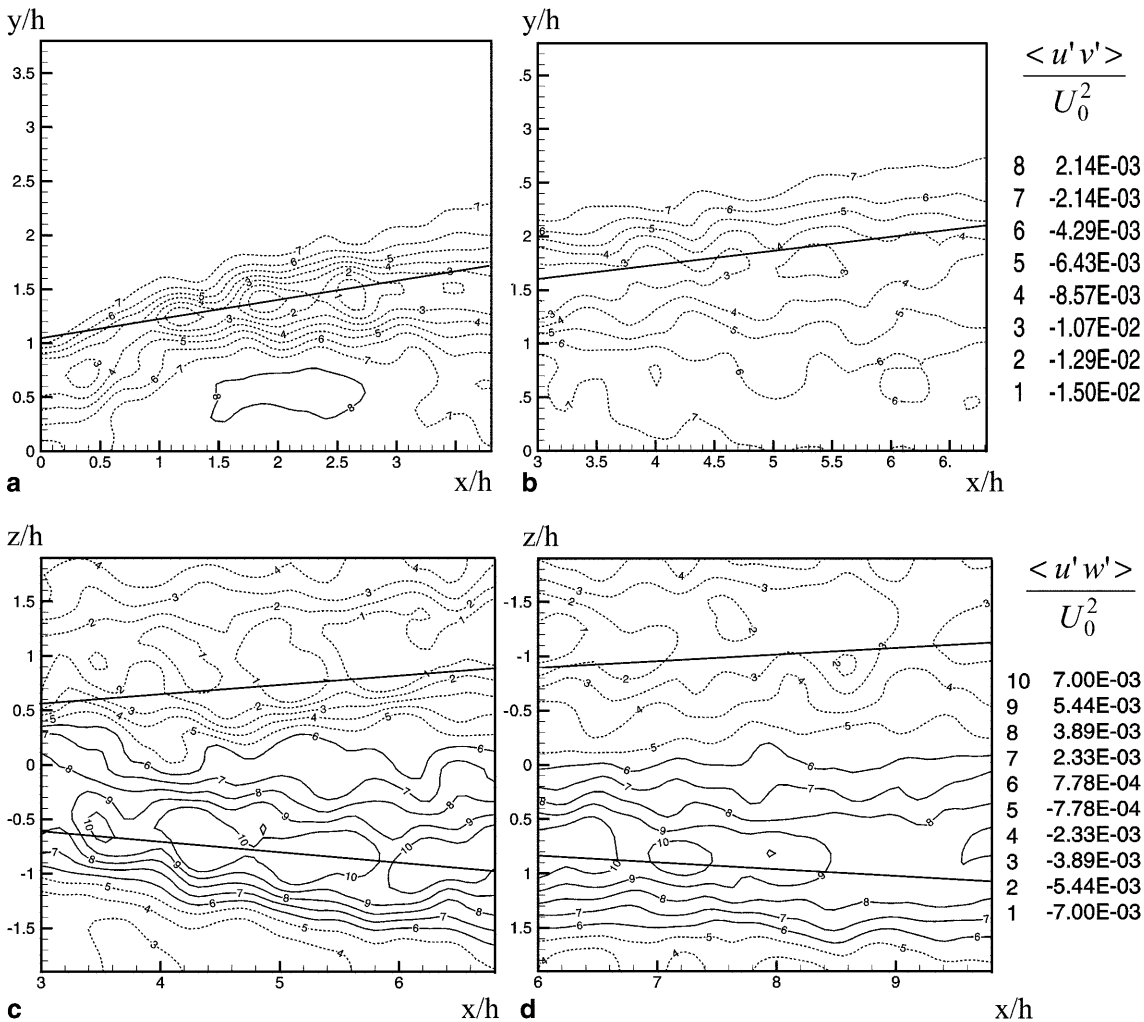 y/h
y/h
< u' v' >
U₀²
3.5
3
2.5
2
1.5
1
0.5
0
0 0.5 1 1.5 2 2.5 3
a
x/h
.5
3
.5
2
1.5
1
.5
0
3 3.5 4 4.5 5 5.5 6 6.
b
x/h
8 2.14E-03
7 -2.14E-03
6 -4.29E-03
5 -6.43E-03
4 -8.57E-03
3 -1.07E-02
2 -1.29E-02
1 -1.50E-02
z/h
z/h
< u' w' >
U₀²
1.5
1
0.5
0
-0.5
-1
-1.5
3 4 5 6
c
x/h
-1.5
-1
-0.5
0
0.5
1
1.5
6 7 8 9
d
x/h
10 7.00E-03
9 5.44E-03
8 3.89E-03
7 2.33E-03
6 7.78E-04
5 -7.78E-04
4 -2.33E-03
3 -3.89E-03
2 -5.44E-03
1 -7.00E-03